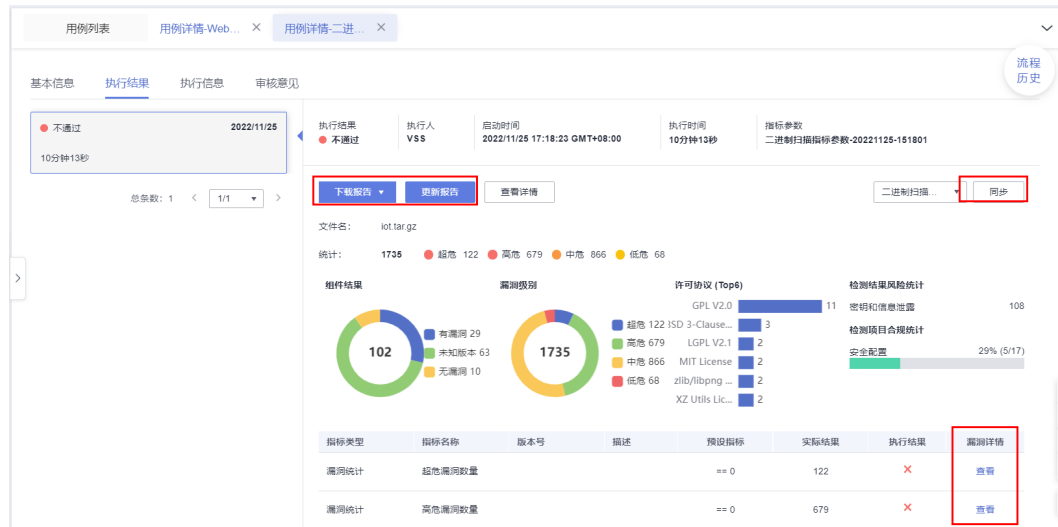 用例列表 用例详情-Web... × 用例详情-二进... ×
流程
历史
基本信息 执行结果 执行信息 审核意见
不通过 2022/11/25
10分钟13秒
总条数: 1 < 1/1 >
执行结果 执行人 启动时间 执行时间 指标参数
不通过 VSS 2022/11/25 17:18:23 GMT+08:00 10分钟13秒 二进制扫描指标参数-20221125-151801
下载报告 更新报告 查看详情 二进制扫描... 同步
文件名: iot.tar.gz
统计: 1735 超危 122 高危 679 中危 866 低危 68
组件结果 漏洞级别 许可协议 (Top6) 检测结果风险统计
102
有漏洞 29
未知版本 63
无漏洞 10
1735
超危 122
高危 679
中危 866
低危 68
GPL V2.0 11
3SD 3-Clause... 3
LGPL V2.1 2
MIT License 2
zlib/libpng ... 2
XZ Utils Lic... 2
密钥和信息泄露 108
检测项目合规统计
安全配置 29% (5/17)
指标类型 指标名称 版本号 描述 预设指标 实际结果 执行结果 漏洞详情
漏洞统计 超危漏洞数量 == 0 122 × 查看
漏洞统计 高危漏洞数量 == 0 679 × 查看